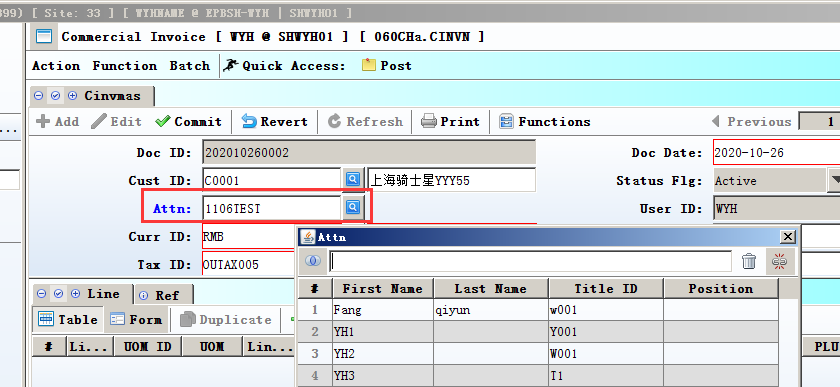 899) [ Site: 33 ] [ WYHNAME @ EPBSH-WYH | SHWYH01 ]
Commercial Invoice [ WYH @ SHWYH01 ] [ 060CHa.CINVN ]
Action Function Batch Quick Access: Post
Cinvmas
Add Edit Commit Revert Refresh Print Functions Previous 1
Doc ID: 202010260002 Doc Date: 2020-10-26
Cust ID: C0001 上海骑士星YYY55 Status Flg: Active
Attn: 1106TEST User ID: WYH
Curr ID: RMB
Tax ID: OUTAX005
Attn
# First Name Last Name Title ID Position
1 Fang qiyun w001
2 YH1 Y001
3 YH2 W001
4 YH3 T1
Line Ref
Table Form Duplicate
# Li... UOM ID UOM Lin... PLU